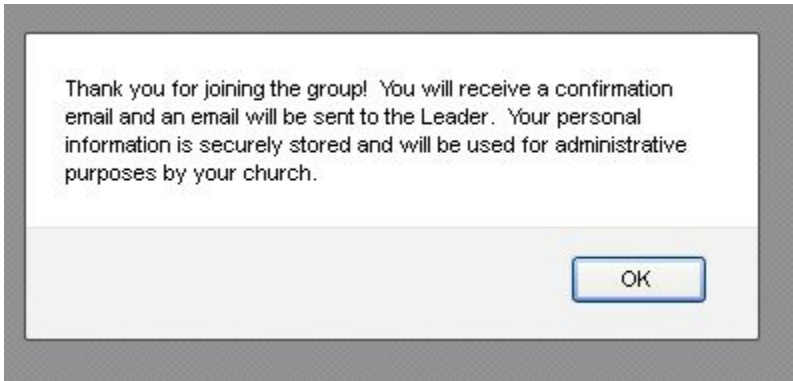 Thank you for joining the group!  You will receive a confirmation
email and an email will be sent to the Leader.  Your personal
information is securely stored and will be used for administrative
purposes by your church.
OK